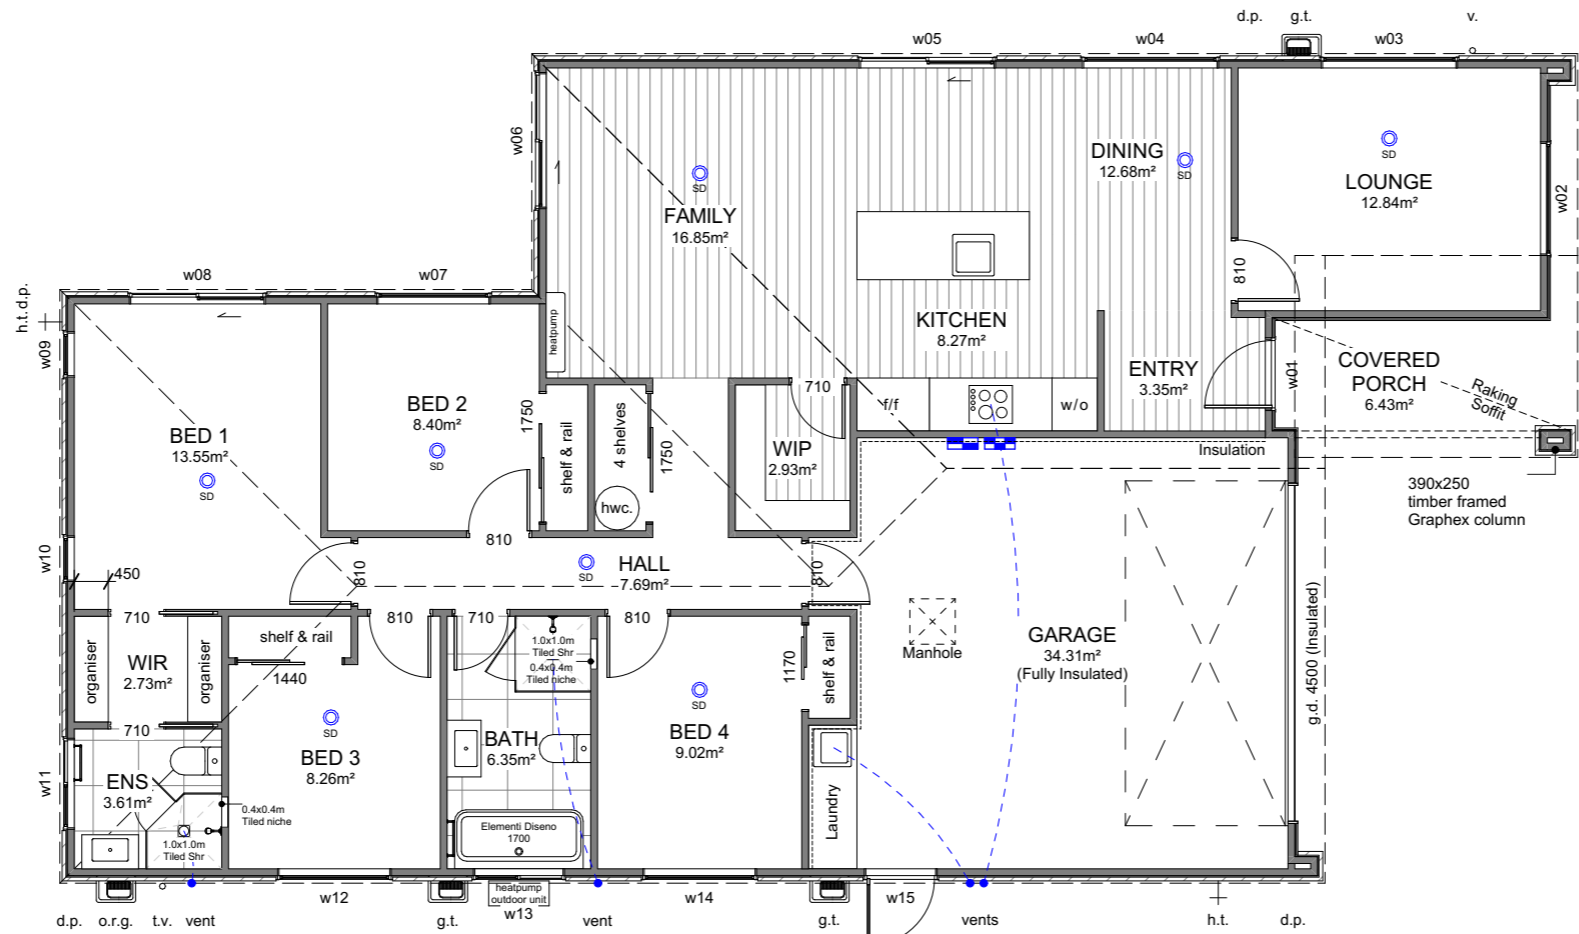 d.p.
g.t.
v.
w05
w04
w03
w06
SD
FAMILY
16.85m²
DINING
12.68m²
SD
SD
LOUNGE
12.84m²
w02
810
w08
w07
h.t.
d.p.
w09
heatpump
KITCHEN
8.27m²
ENTRY
3.35m²
w01
COVERED
PORCH
6.43m²
Raking
Soffit
BED 1
13.55m²
SD
BED 2
8.40m²
SD
1750
shelf & rail
4 shelves
hwc.
1750
710
WIP
2.93m²
f/f
w/o
Insulation
390x250
timber framed
Graphex column
w10
450
810
810
SD
HALL
7.69m²
810
g.d. 4500 (Insulated)
710
organiser
WIR
2.73m²
organiser
710
shelf & rail
1440
810
710
1.0x1.0m
Tiled Shr
0.4x0.4m
Tiled niche
810
1170
shelf & rail
Manhole
GARAGE
34.31m²
(Fully Insulated)
w11
ENS
3.61m²
0.4x0.4m
Tiled niche
1.0x1.0m
Tiled Shr
SD
BED 3
8.26m²
BATH
6.35m²
Elementi Diseno
1700
SD
BED 4
9.02m²
Laundry
heatpump
outdoor unit
d.p.
o.r.g.
t.v.
vent
w12
g.t.
w13
vent
w14
g.t.
w15
vents
h.t.
d.p.